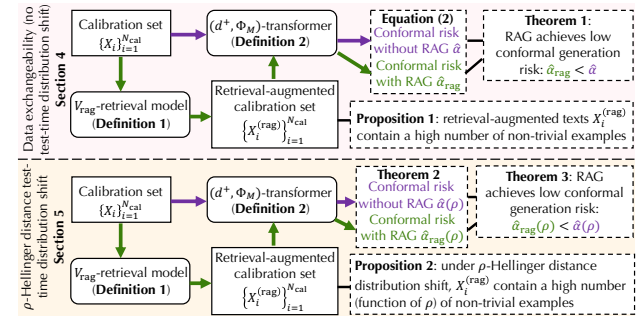 Data exchangeability (no
test-time distribution shift)
Section 4
Calibration set
{X_i}_{i=1}^{N_cal}
(d^+, Φ_M)-transformer
(Definition 2)
Equation (2)
Conformal risk
without RAG α̂
Conformal risk
with RAG α̂_rag
Theorem 1:
RAG achieves low
conformal generation
risk: α̂_rag < α̂
V_rag-retrieval model
(Definition 1)
Retrieval-augmented
calibration set
{X_i^(rag)}_{i=1}^{N_cal}
Proposition 1: retrieval-augmented texts X_i^(rag)
contain a high number of non-trivial examples
ρ-Hellinger distance test-
time distribution shift
Section 5
Calibration set
{X_i}_{i=1}^{N_cal}
(d^+, Φ_M)-transformer
(Definition 2)
Theorem 2
Conformal risk
without RAG α̂(ρ)
Conformal risk
with RAG α̂_rag(ρ)
Theorem 3: RAG
achieves low conformal
generation risk:
α̂_rag(ρ) < α̂(ρ)
V_rag-retrieval model
(Definition 1)
Retrieval-augmented
calibration set
{X_i^(rag)}_{i=1}^{N_cal}
Proposition 2: under ρ-Hellinger distance
distribution shift, X_i^(rag) contain a high number
(function of ρ) of non-trivial examples